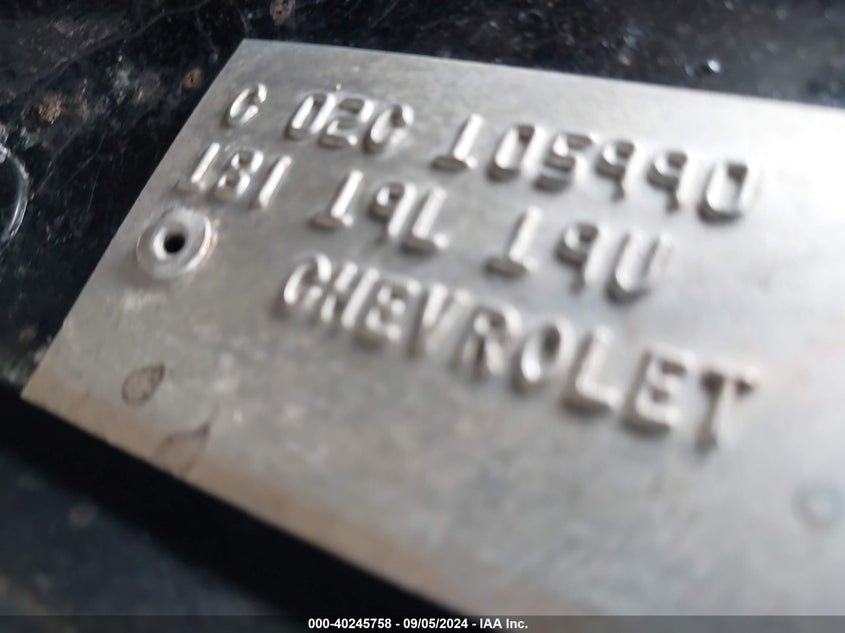 C 02C 105990
181 19L 19U
CHEVROLET
000-40245758 - 09/05/2024 - IAA Inc.